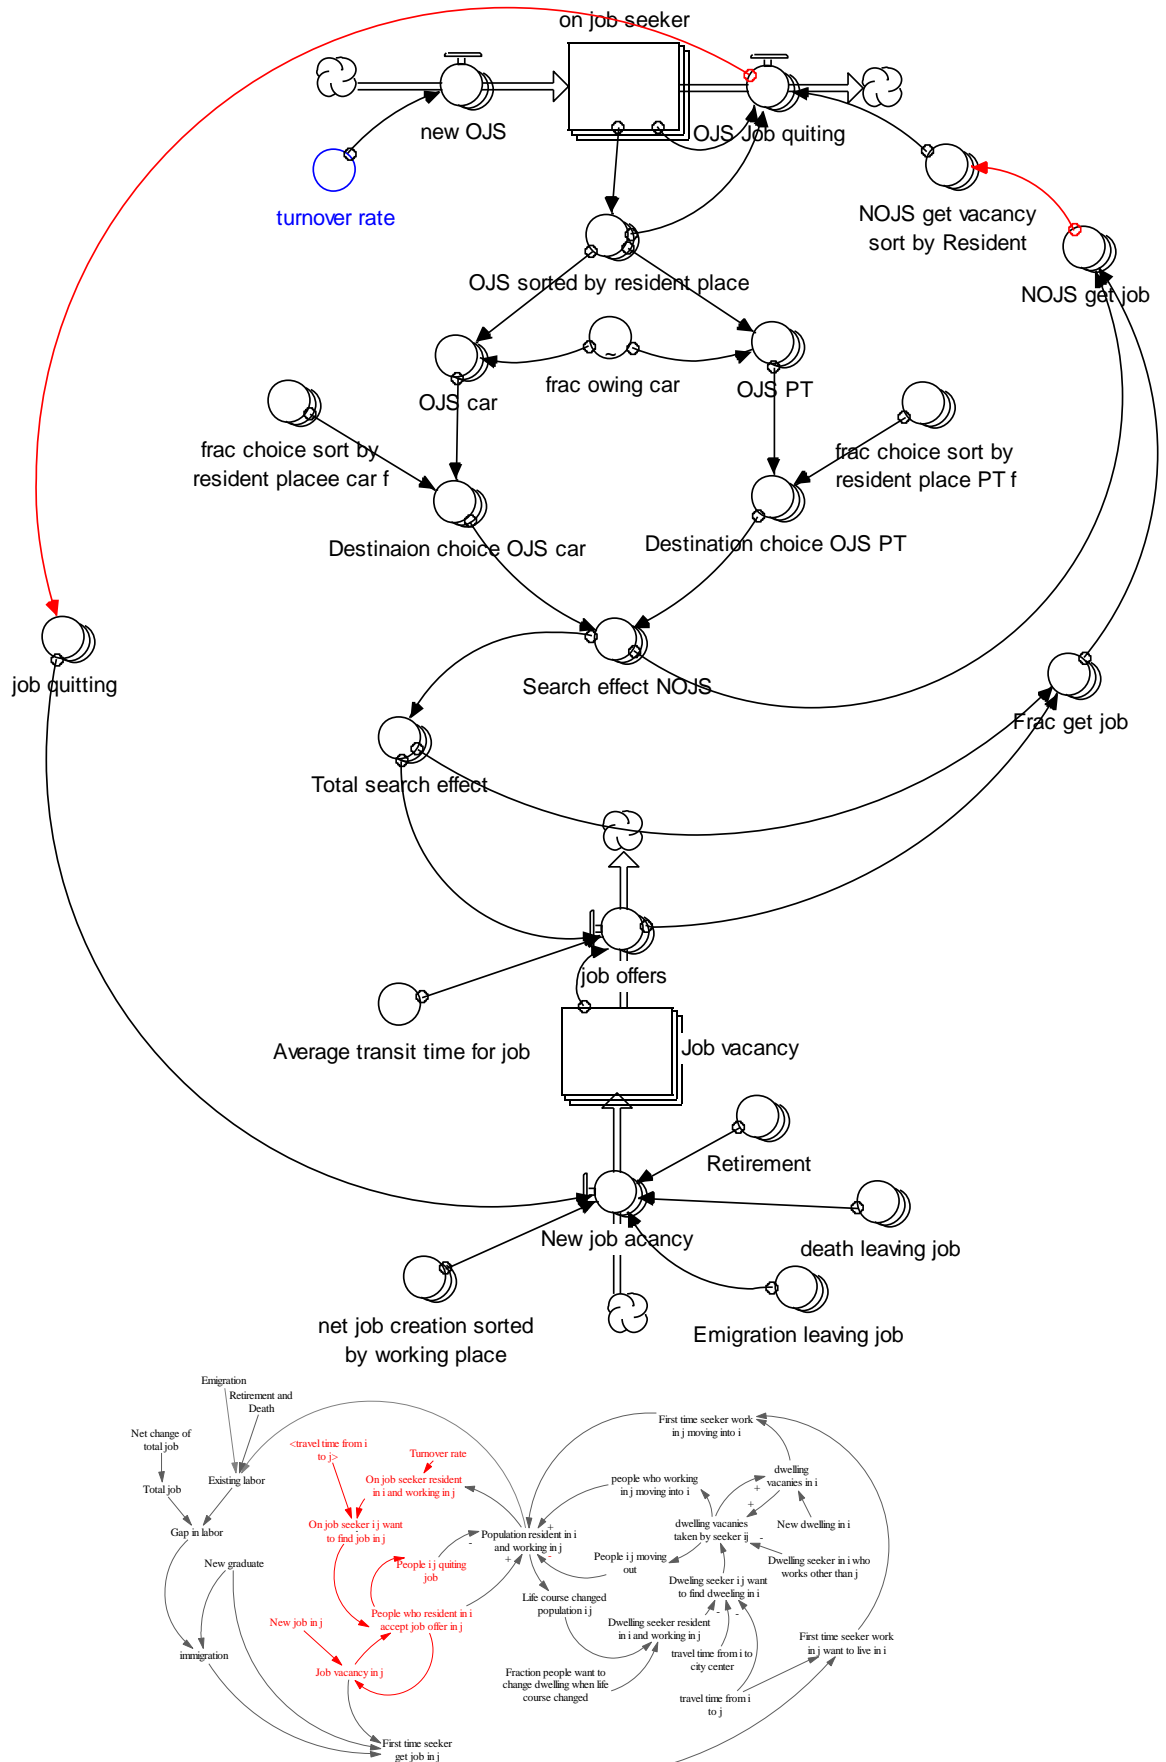 on job seeker
new OJS
OJS Job quiting
turnover rate
NOJS get vacancy
sort by Resident
OJS sorted by resident place
NOJS get job
~
frac owing car
OJS car
OJS PT
frac choice sort by
resident placee car f
frac choice sort by
resident place PT f
Destinaion choice OJS car
Destination choice OJS PT
job quitting
Search effect NOJS
Frac get job
Total search effect
job offers
Average transit time for job
Job vacancy
Retirement
New job acancy
death leaving job
net job creation sorted
by working place
Emigration leaving job
Emigration
Retirement and
Death
Net change of
total job
<travel time from i
to j>
Turnover rate
First time seeker work
in j moving into i
Total job
Existing labor
On job seeker resident
in i and working in j
people who working
in j moving into i
dwelling
vacanies in i
+
+
Gap in labor
On job seeker i j want
to find job in j
-
Population resident in i
and working in j
+
-
+
dwelling vacanies
taken by seeker ij
-
New dwelling in i
New graduate
People i j quiting
job
People i j moving
out
Dwelling seeker in i who
works other than j
Life course changed
population i j
Dweling seeker i j want
to find dweeling in i
-
-
New job in j
People who resident in i
accept job offer in j
Dwelling seeker resident
in i and working in j
First time seeker work
in j want to live in i
immigration
Job vacancy in j
travel time from i to
city center
Fraction people want to
change dwelling when life
course changed
travel time from i
to j
First time seeker
get job in j